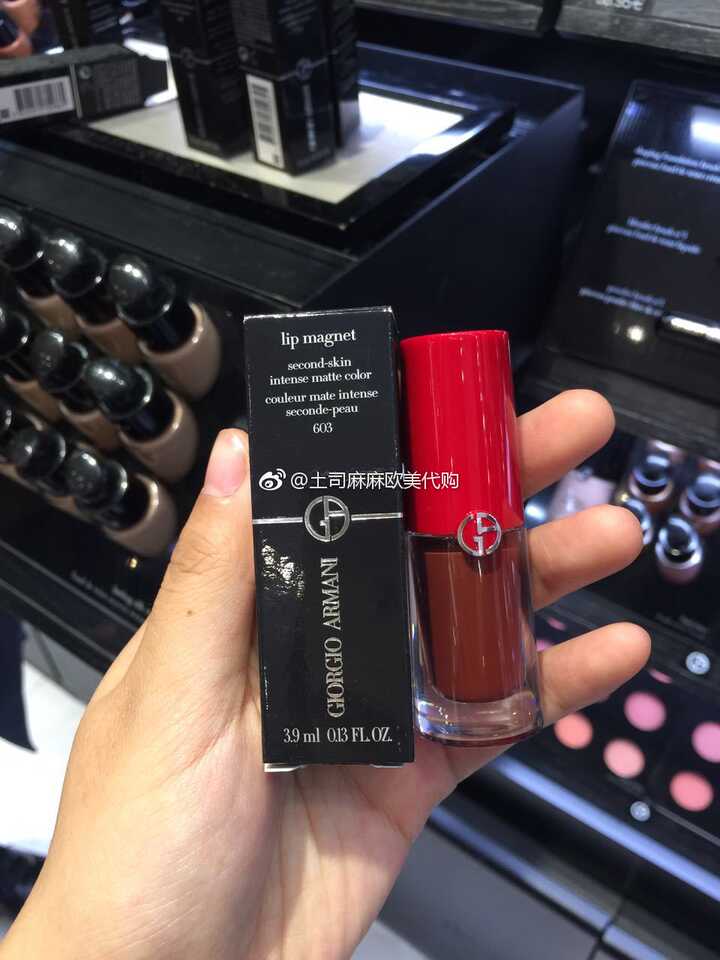 lip magnet
second-skin
intense matte color
couleur mate intense
seconde-peau
603
@土司麻麻欧美代购
GIORGIO ARMANI
3.9 ml 0.13 FL.OZ.